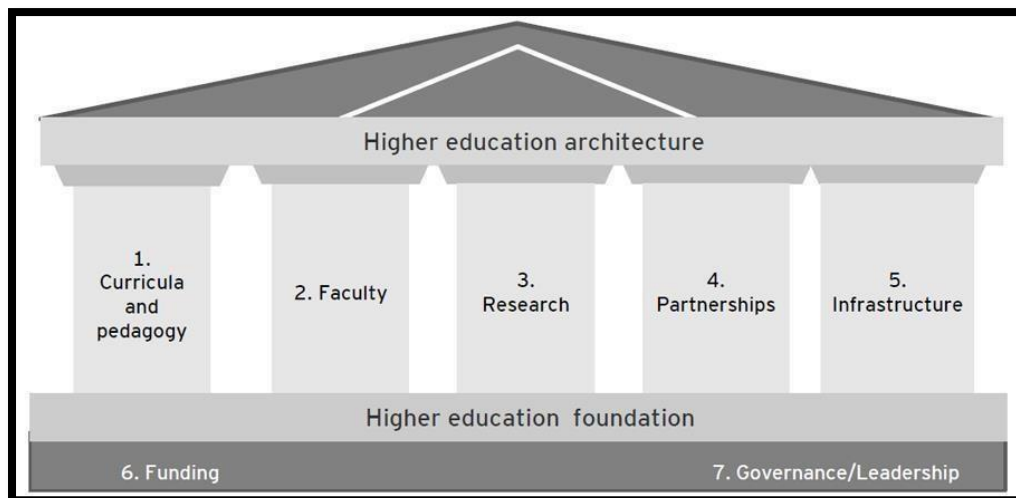 Higher education architecture
1.
Curricula
and
pedagogy
2. Faculty
3.
Research
4.
Partnerships
5.
Infrastructure
Higher education foundation
6. Funding
7. Governance/Leadership